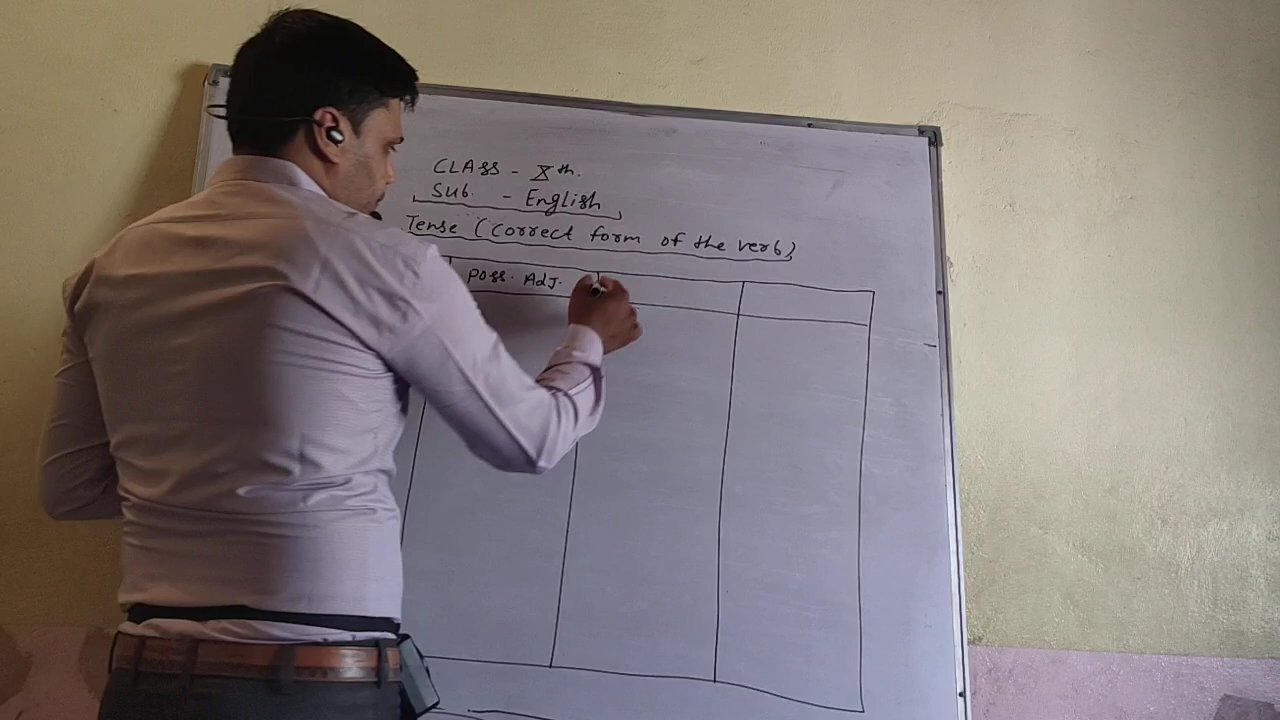 CLASS - Xth.
Sub. - English
Tense (Correct form of the verb)
Poss. Adj.